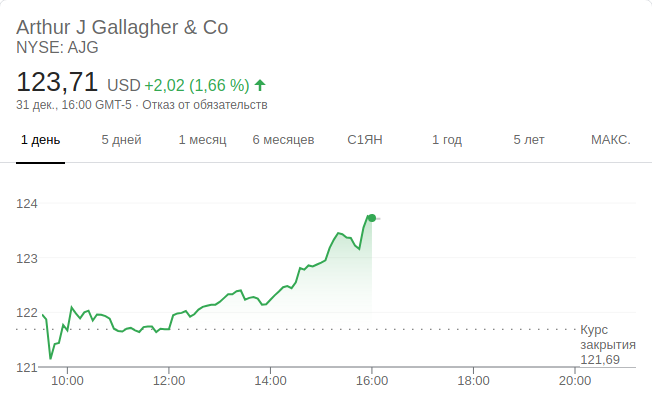 Arthur J Gallagher & Co
NYSE: AJG
123,71 USD +2,02 (1,66 %)
31 дек., 16:00 GMT-5 · Отказ от обязательств
1 день 5 дней 1 месяц 6 месяцев С1ЯН 1 год 5 лет МАКС.
124
123
122
121
Курс
закрытия
121,69
10:00 12:00 14:00 16:00 18:00 20:00